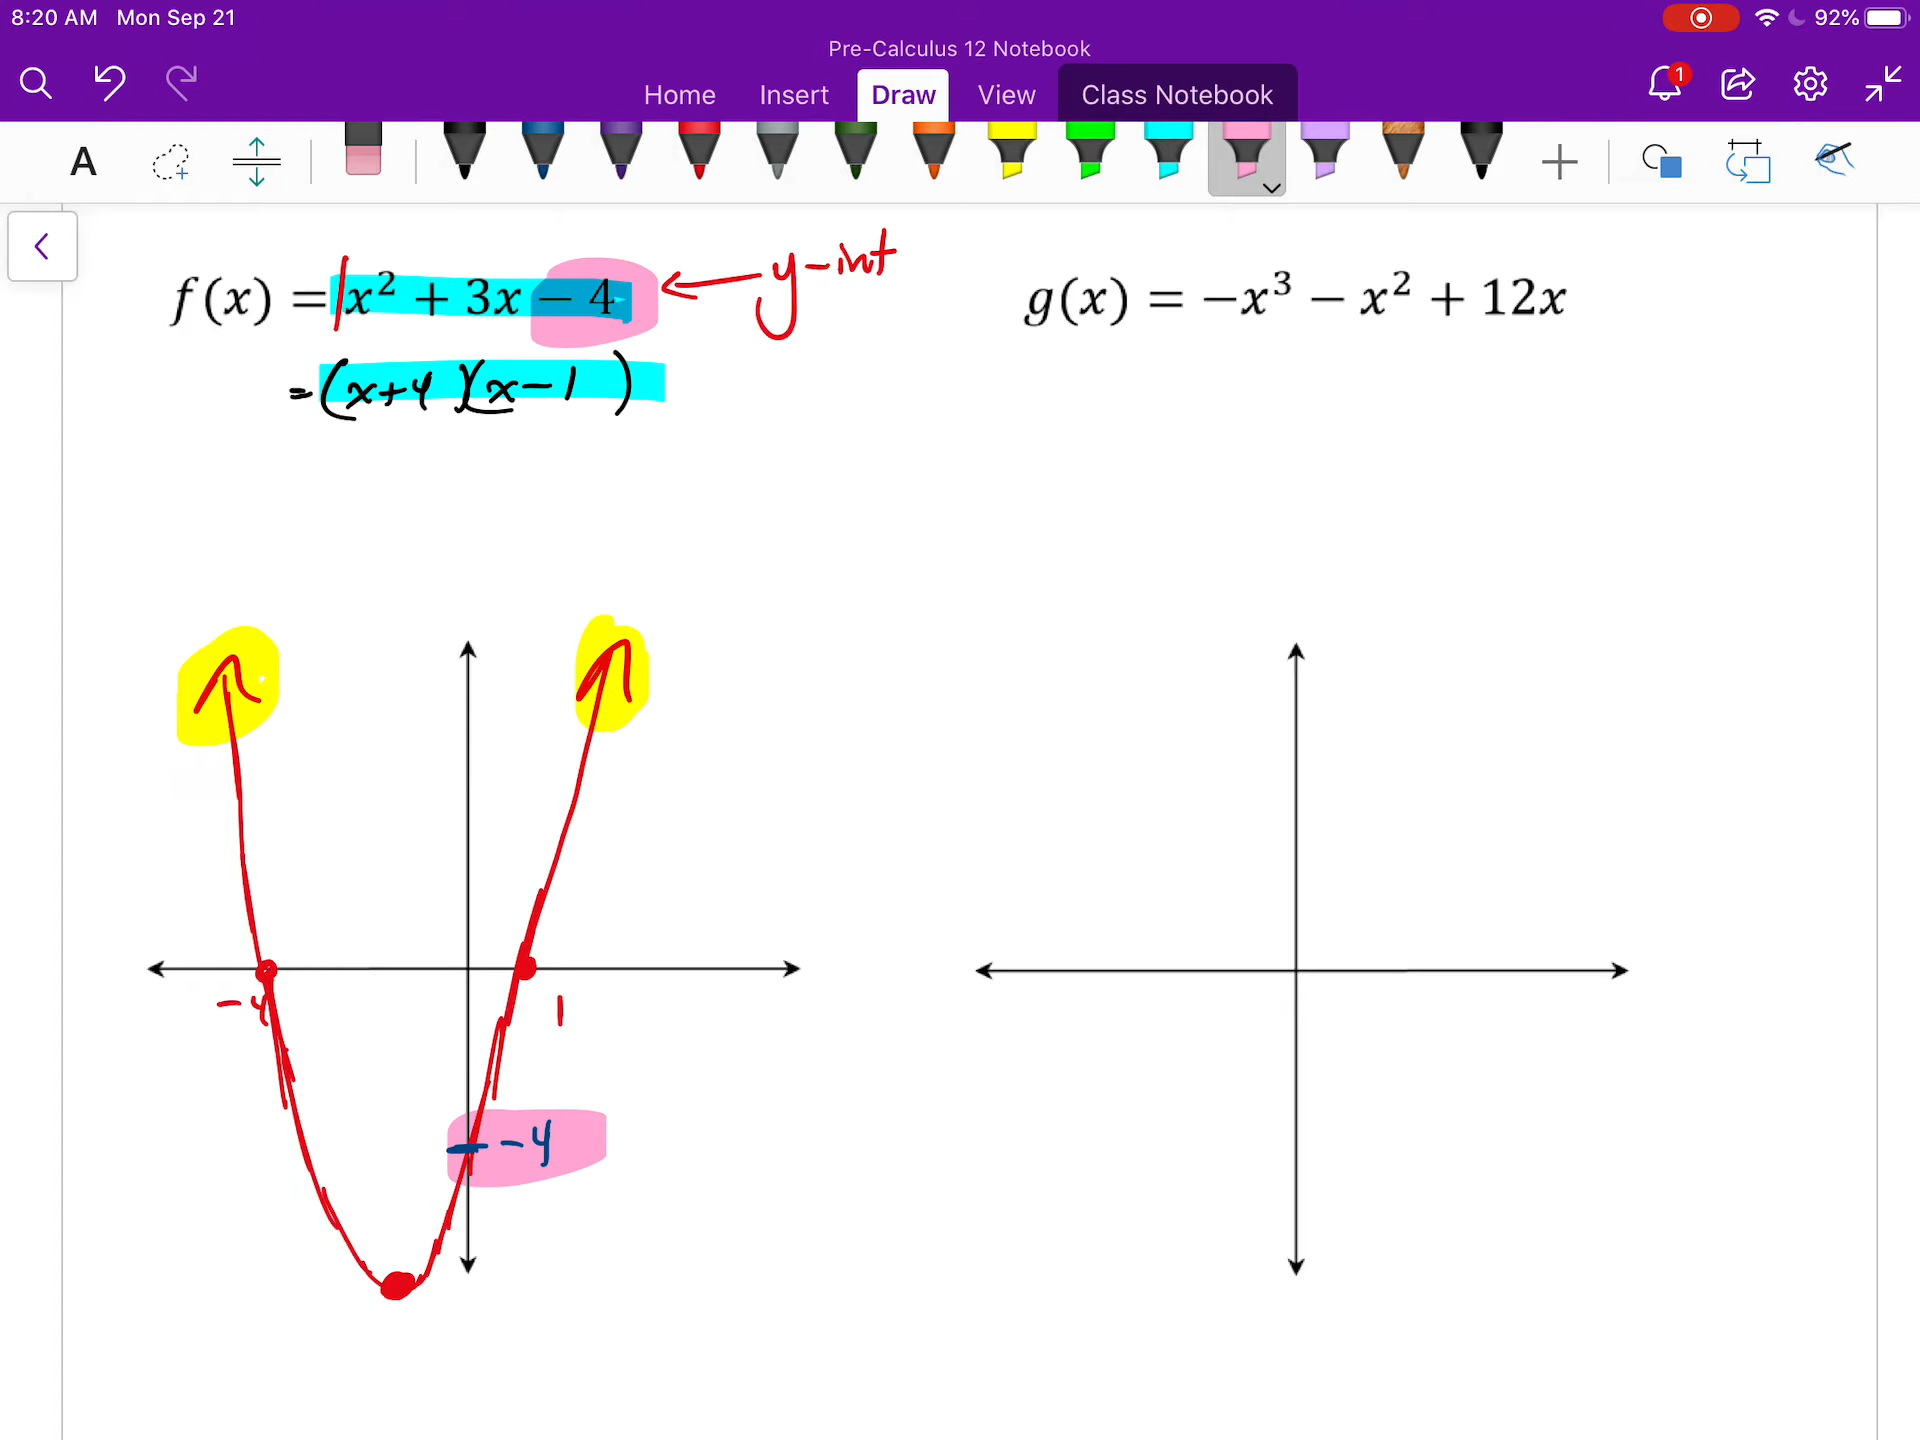 8:20 AM Mon Sep 21
92%
Pre-Calculus 12 Notebook
Home Insert Draw View Class Notebook
1
A
f(x) = |x² + 3x − 4 ← y-int
= (x+4)(x−1)
g(x) = −x³ − x² + 12x
-4
1
-4